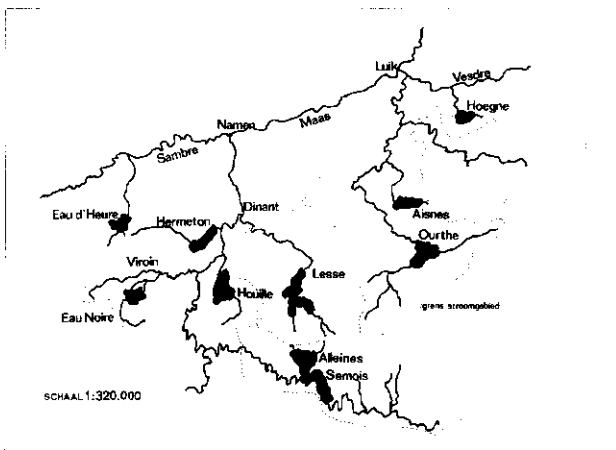 Luik
Vesdre
Hoegne
Namen
Maas
Sambre
Dinant
Eau d'Heure
Hermeton
Aisnes
Ourthe
Viroin
Lesse
Houille
Eau Noire
grens stroomgebied
Alleines
Semois
SCHAAL 1:320.000